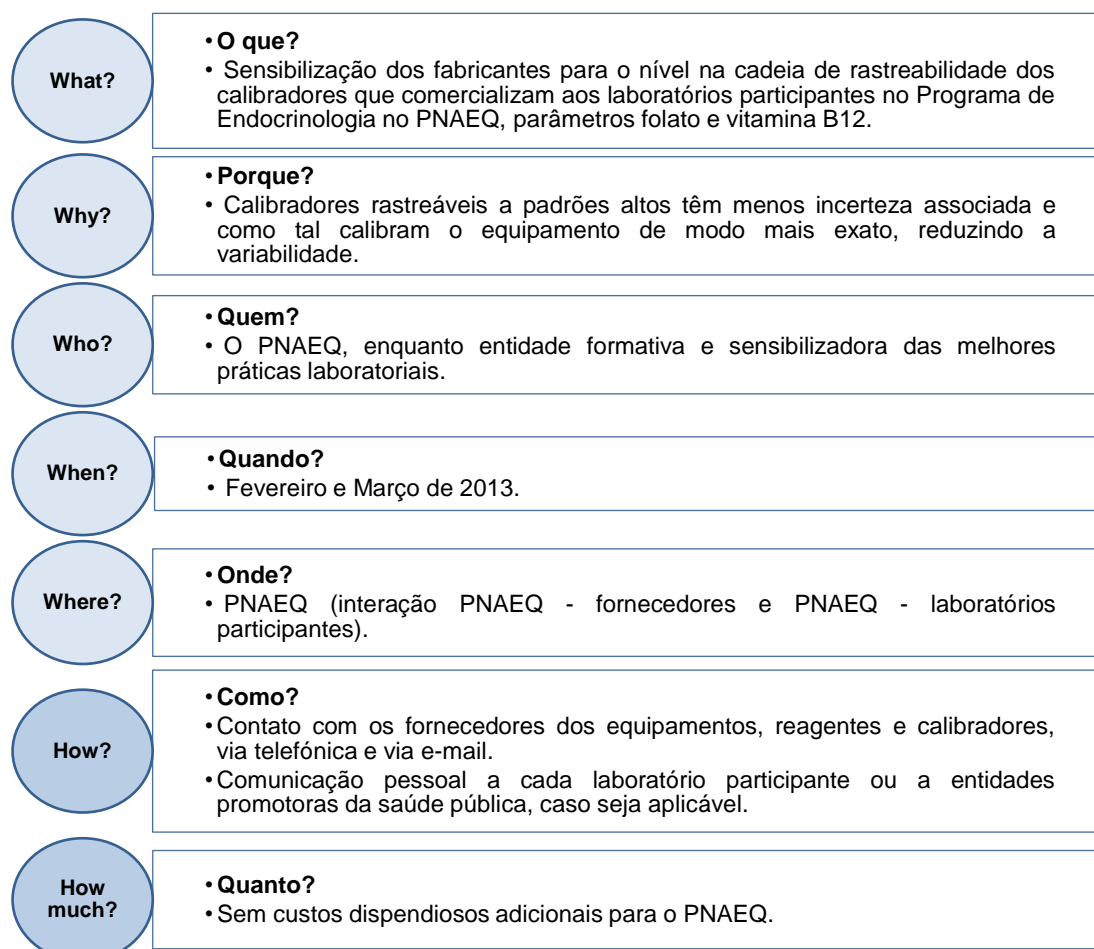 What?
•O que?
• Sensibilização dos fabricantes para o nível na cadeia de rastreabilidade dos
calibradores que comercializam aos laboratórios participantes no Programa de
Endocrinologia no PNAEQ, parâmetros folato e vitamina B12.
Why?
•Porque?
• Calibradores rastreáveis a padrões altos têm menos incerteza associada e
como tal calibram o equipamento de modo mais exato, reduzindo a
variabilidade.
Who?
•Quem?
• O PNAEQ, enquanto entidade formativa e sensibilizadora das melhores
práticas laboratoriais.
When?
•Quando?
• Fevereiro e Março de 2013.
Where?
•Onde?
• PNAEQ (interação PNAEQ - fornecedores e PNAEQ - laboratórios
participantes).
How?
•Como?
•Contato com os fornecedores dos equipamentos, reagentes e calibradores,
via telefónica e via e-mail.
•Comunicação pessoal a cada laboratório participante ou a entidades
promotoras da saúde pública, caso seja aplicável.
How
much?
•Quanto?
•Sem custos dispendiosos adicionais para o PNAEQ.